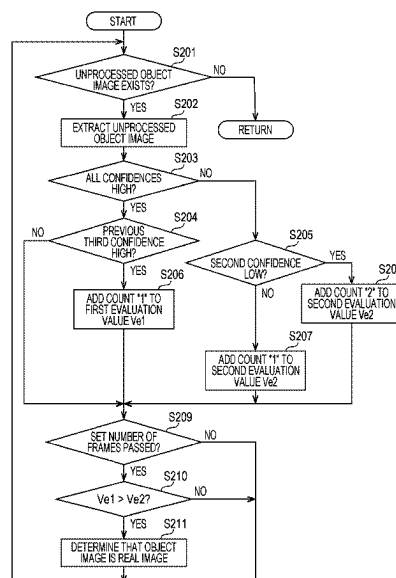 START
S201
UNPROCESSED OBJECT
IMAGE EXISTS?
NO
YES
S202
EXTRACT UNPROCESSED
OBJECT IMAGE
RETURN
S203
ALL CONFIDENCES
HIGH?
NO
YES
S204
NO
PREVIOUS
THIRD CONFIDENCE
HIGH?
S205
SECOND CONFIDENCE
LOW?
YES
YES
S206
NO
ADD COUNT "1" TO
FIRST EVALUATION
VALUE Ve1
ADD COUNT "2" TO
SECOND EVALUATION
VALUE Ve2
S207
ADD COUNT "1" TO
SECOND EVALUATION
VALUE Ve2
S209
SET NUMBER OF
FRAMES PASSED?
NO
YES
S210
Ve1 > Ve2?
NO
YES
S211
DETERMINE THAT OBJECT
IMAGE IS REAL IMAGE